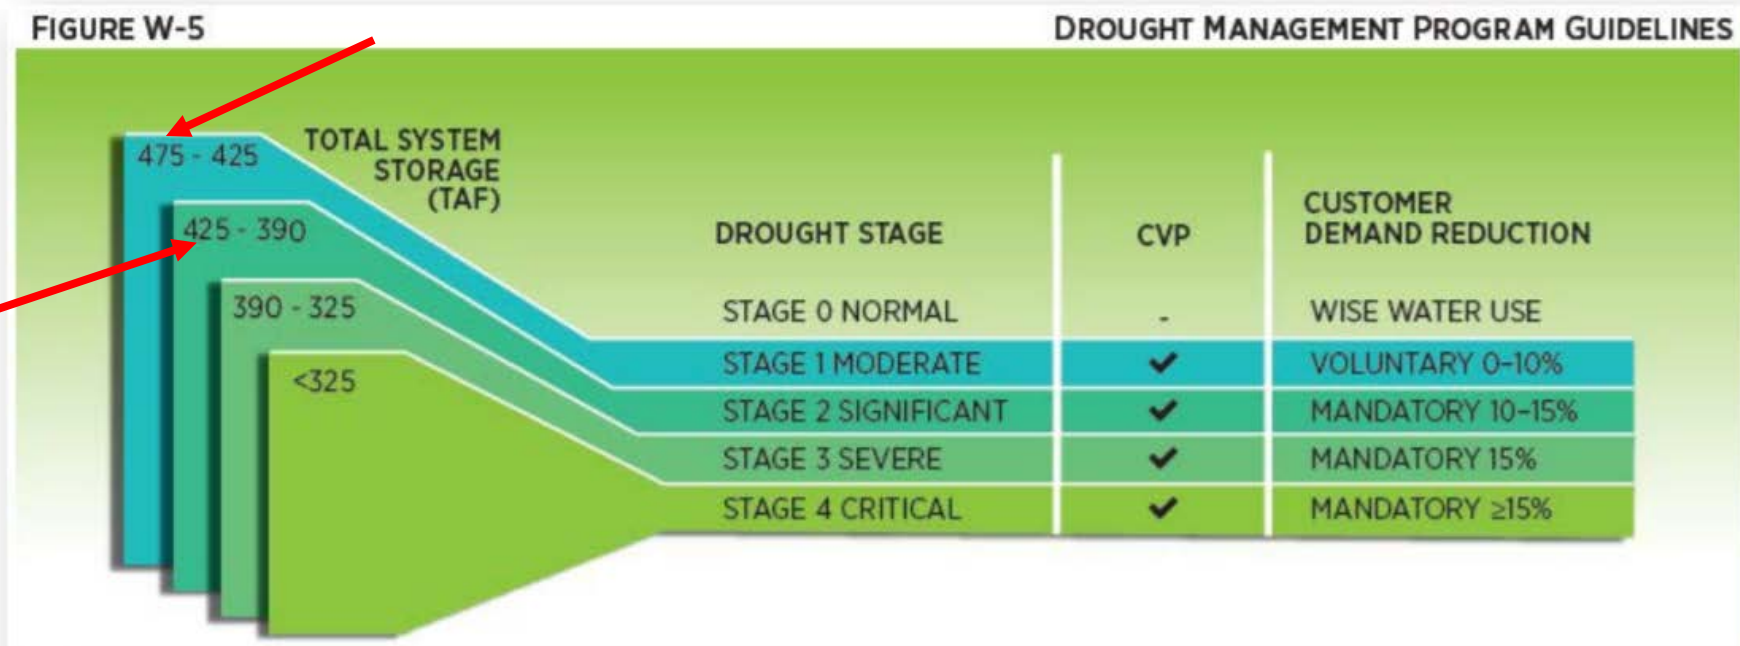 FIGURE W-5
DROUGHT MANAGEMENT PROGRAM GUIDELINES
475 - 425
425 - 390
390 - 325
<325
TOTAL SYSTEM
STORAGE
(TAF)
DROUGHT STAGE
CVP
CUSTOMER
DEMAND REDUCTION
STAGE 0 NORMAL - WISE WATER USE
STAGE 1 MODERATE ✔ VOLUNTARY 0-10%
STAGE 2 SIGNIFICANT ✔ MANDATORY 10-15%
STAGE 3 SEVERE ✔ MANDATORY 15%
STAGE 4 CRITICAL ✔ MANDATORY ≥15%